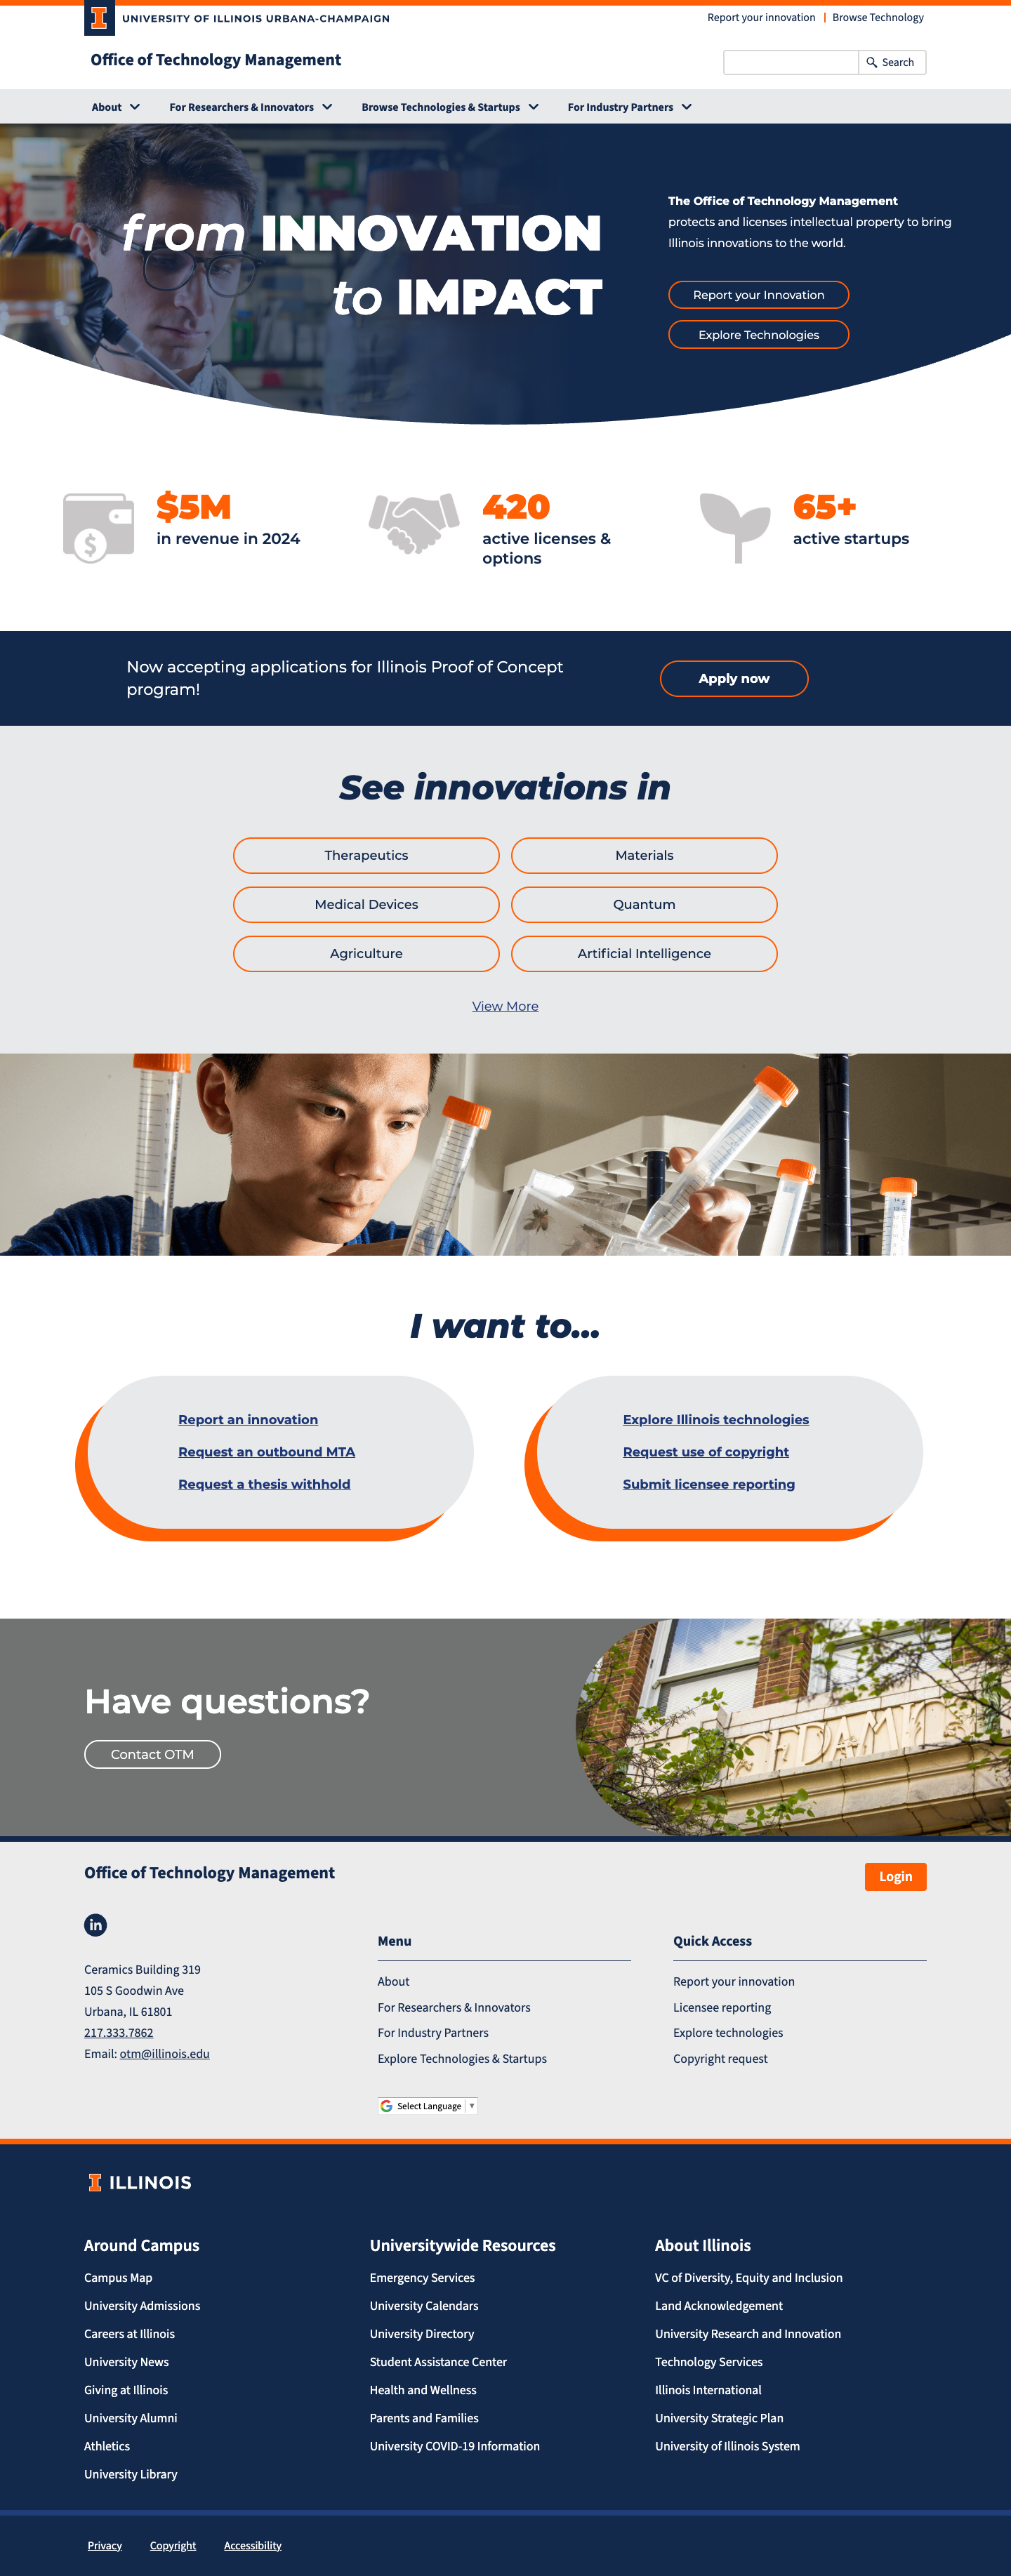 UNIVERSITY OF ILLINOIS URBANA-CHAMPAIGN
Report your innovation
Browse Technology
Office of Technology Management
Search
About
For Researchers & Innovators
Browse Technologies & Startups
For Industry Partners
from INNOVATION
to IMPACT
The Office of Technology Management
protects and licenses intellectual property to bring
Illinois innovations to the world.
Report your Innovation
Explore Technologies
$5M
in revenue in 2024
420
active licenses &
options
65+
active startups
Now accepting applications for Illinois Proof of Concept
program!
Apply now
See innovations in
Therapeutics
Materials
Medical Devices
Quantum
Agriculture
Artificial Intelligence
View More
I want to...
Report an innovation
Request an outbound MTA
Request a thesis withhold
Explore Illinois technologies
Request use of copyright
Submit licensee reporting
Have questions?
Contact OTM
Office of Technology Management
Login
in
Ceramics Building 319
105 S Goodwin Ave
Urbana, IL 61801
217.333.7862
Email: otm@illinois.edu
Menu
About
For Researchers & Innovators
For Industry Partners
Explore Technologies & Startups
Quick Access
Report your innovation
Licensee reporting
Explore technologies
Copyright request
Select Language
ILLINOIS
Around Campus
Campus Map
University Admissions
Careers at Illinois
University News
Giving at Illinois
University Alumni
Athletics
University Library
Universitywide Resources
Emergency Services
University Calendars
University Directory
Student Assistance Center
Health and Wellness
Parents and Families
University COVID-19 Information
About Illinois
VC of Diversity, Equity and Inclusion
Land Acknowledgement
University Research and Innovation
Technology Services
Illinois International
University Strategic Plan
University of Illinois System
Privacy
Copyright
Accessibility